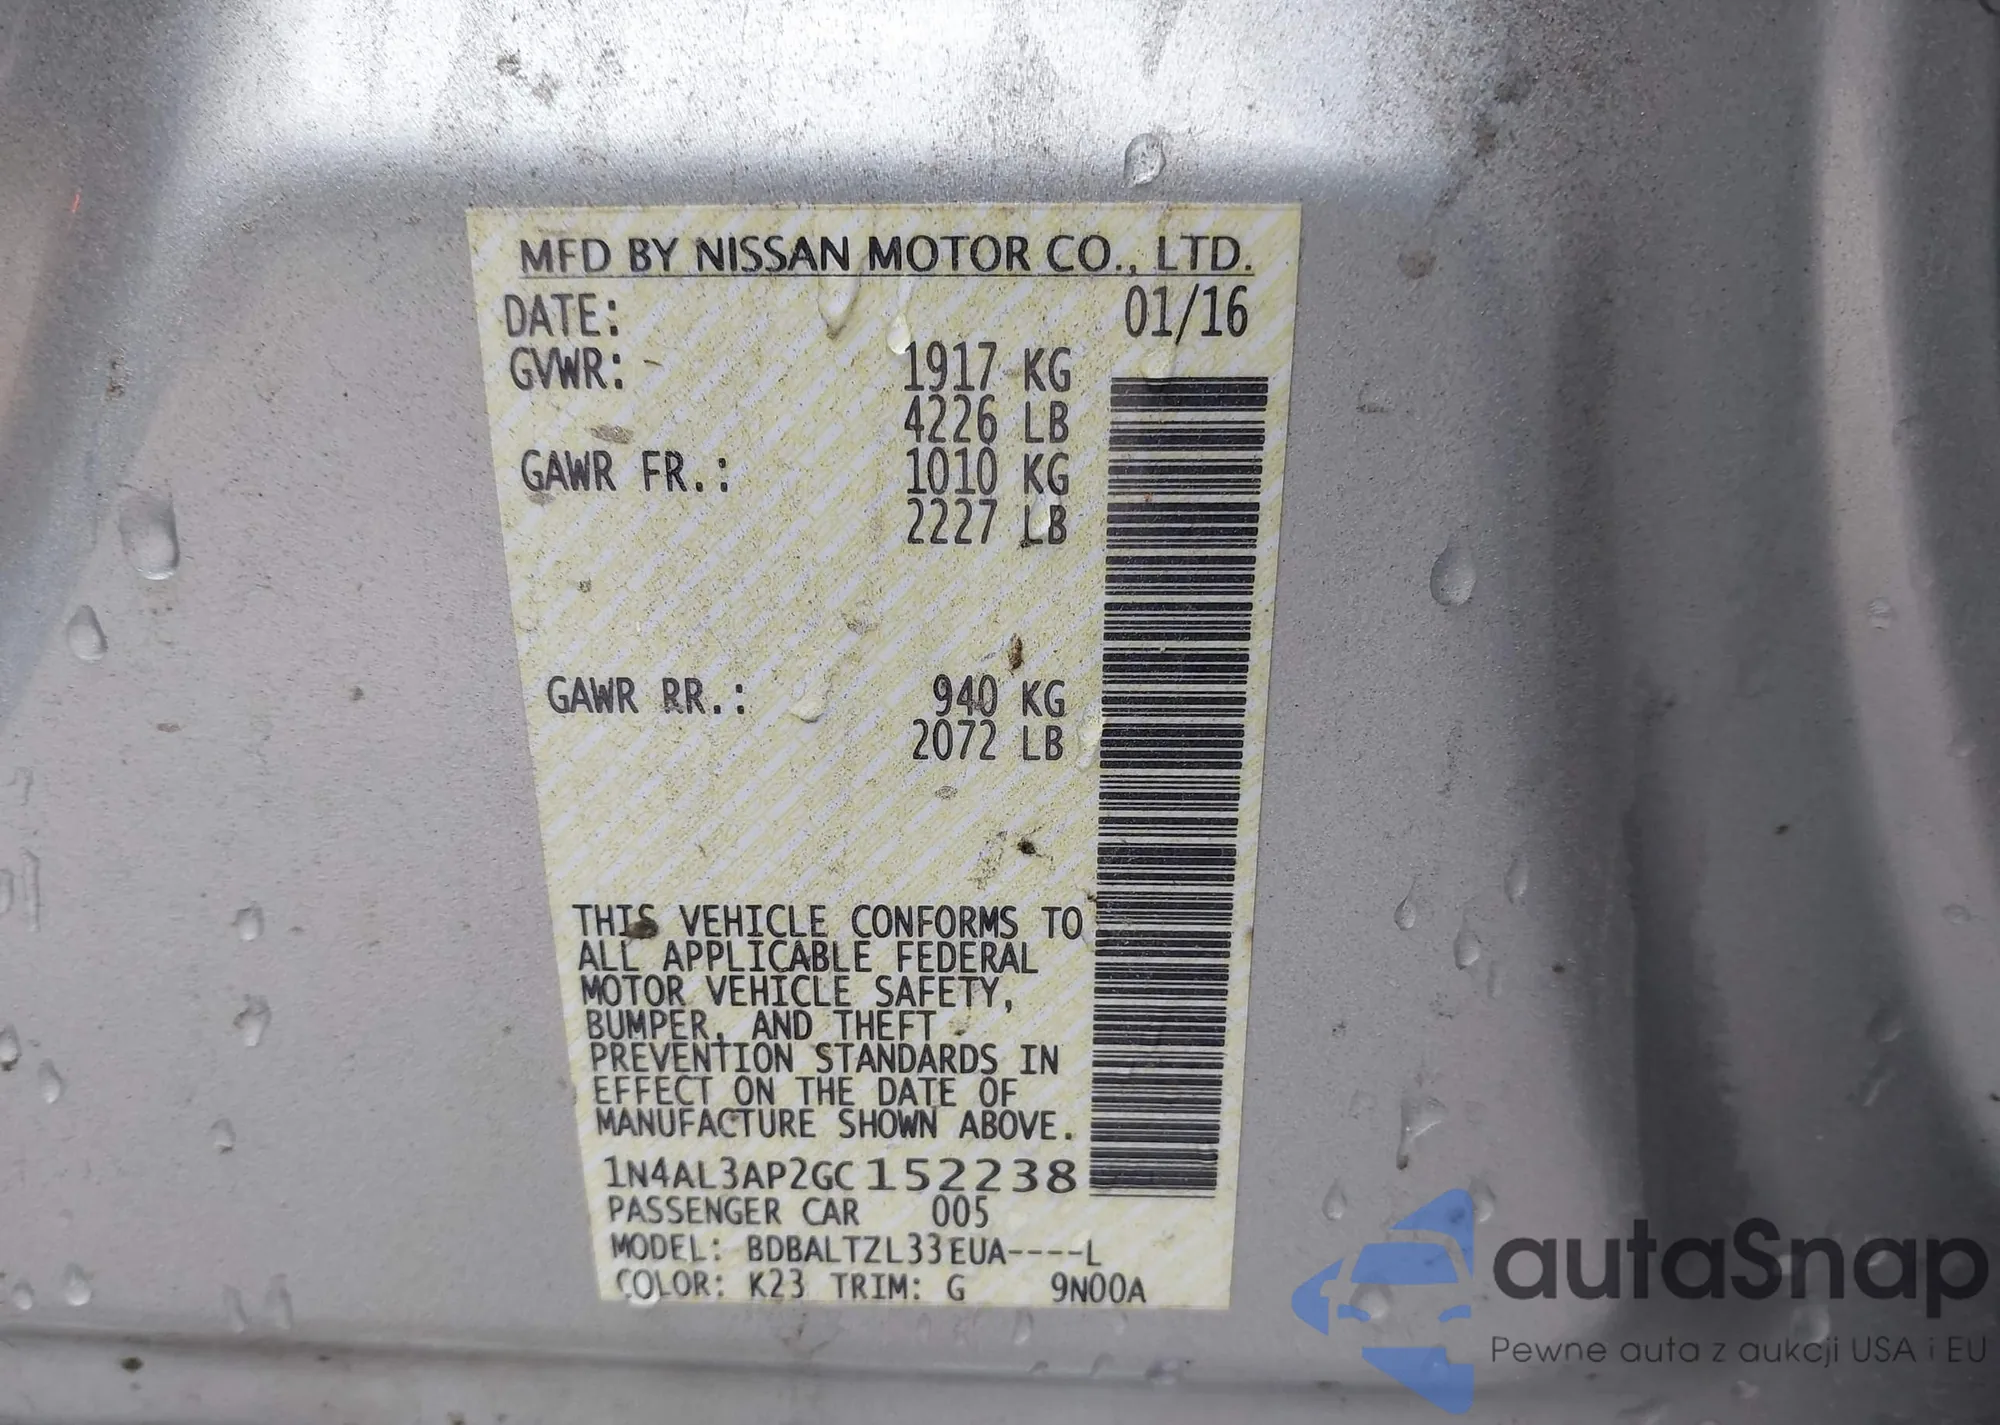 MFD BY NISSAN MOTOR CO., LTD.
DATE: 01/16
GVWR: 1917 KG
4226 LB
GAWR FR.: 1010 KG
2227 LB
GAWR RR.: 940 KG
2072 LB
THIS VEHICLE CONFORMS TO
ALL APPLICABLE FEDERAL
MOTOR VEHICLE SAFETY,
BUMPER, AND THEFT
PREVENTION STANDARDS IN
EFFECT ON THE DATE OF
MANUFACTURE SHOWN ABOVE.
1N4AL3AP2GC152238
PASSENGER CAR 005
MODEL: BDBALTZL33EUA----L
COLOR: K23 TRIM: G 9N00A
autaSnap
Pewne auta z aukcji USA i EU